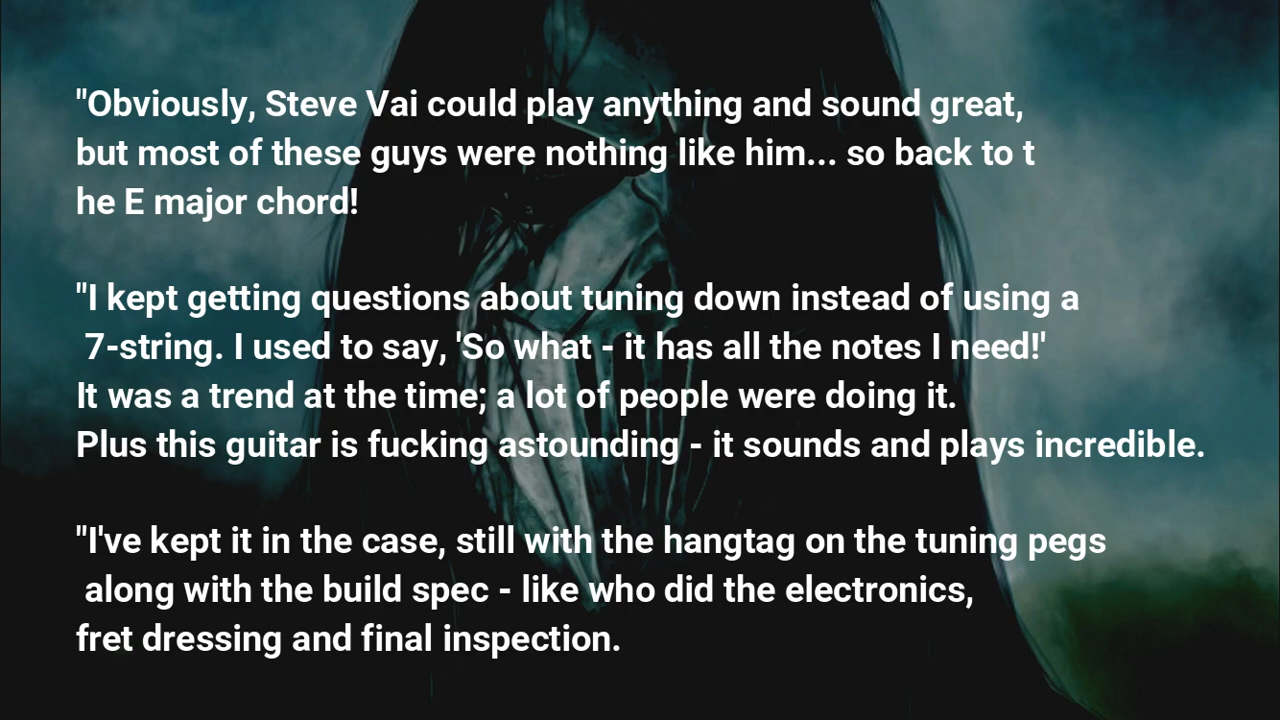 "Obviously, Steve Vai could play anything and sound great,
but most of these guys were nothing like him... so back to t
he E major chord!
"I kept getting questions about tuning down instead of using a
7-string. I used to say, 'So what - it has all the notes I need!'
It was a trend at the time; a lot of people were doing it.
Plus this guitar is fucking astounding - it sounds and plays incredible.
"I've kept it in the case, still with the hangtag on the tuning pegs
along with the build spec - like who did the electronics,
fret dressing and final inspection.